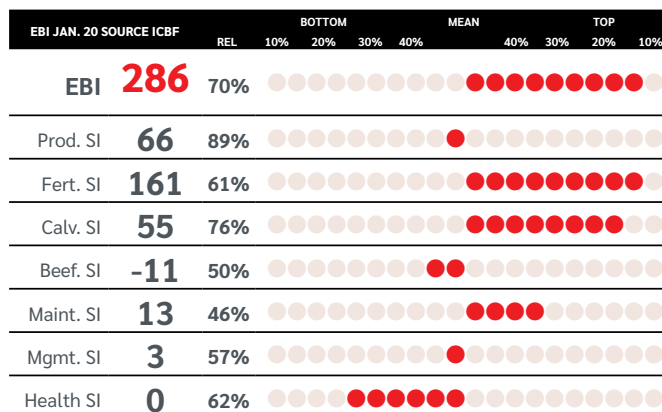 EBI JAN. 20 SOURCE ICBF REL BOTTOM MEAN TOP
10% 20% 30% 40% 40% 30% 20% 10%
EBI 286 70%
Prod. SI 66 89%
Fert. SI 161 61%
Calv. SI 55 76%
Beef. SI -11 50%
Maint. SI 13 46%
Mgmt. SI 3 57%
Health SI 0 62%